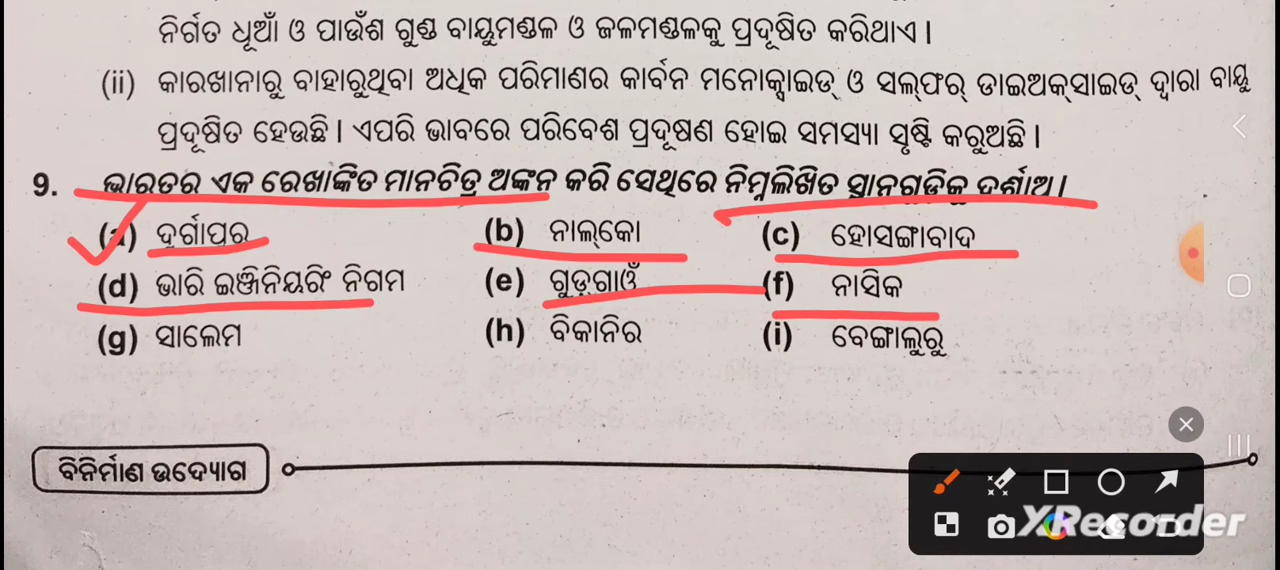 ନିର୍ଗତ ଧୂଆଁ ଓ ପାଉଁଶ ଗୁଣ୍ଡ ବାୟୁମଣ୍ଡଳ ଓ ଜଳମଣ୍ଡଳକୁ ପ୍ରଦୂଷିତ କରିଥାଏ ।
(ii) କାରଖାନାରୁ ବାହାରୁଥିବା ଅଧିକ ପରିମାଣର କାର୍ବନ ମନୋକ୍ସାଇଡ୍ ଓ ସଲ୍‌ଫର୍ ଡାଇଅକ୍‌ସାଇଡ୍ ଦ୍ୱାରା ବାୟୁ
ପ୍ରଦୂଷିତ ହେଉଛି । ଏପରି ଭାବରେ ପରିବେଶ ପ୍ରଦୂଷଣ ହୋଇ ସମସ୍ୟା ସୃଷ୍ଟି କରୁଅଛି ।
9. ଭାରତର ଏକ ରେଖାଙ୍କିତ ମାନଚିତ୍ର ଅଙ୍କନ କରି ସେଥିରେ ନିମ୍ନଲିଖିତ ସ୍ଥାନଗୁଡ଼ିକୁ ଦର୍ଶାଅ ।
(a) ଦୁର୍ଗାପୁର (b) ନାଲ୍‌କୋ (c) ହୋସଙ୍ଗାବାଦ
(d) ଭାରି ଇଞ୍ଜିନିୟରିଂ ନିଗମ (e) ଗୁଡ଼୍‌ଗାଓଁ (f) ନାସିକ
(g) ସାଲେମ (h) ବିକାନିର (i) ବେଙ୍ଗାଲୁରୁ
ବିନିର୍ମାଣ ଉଦ୍ୟୋଗ
XRecorder